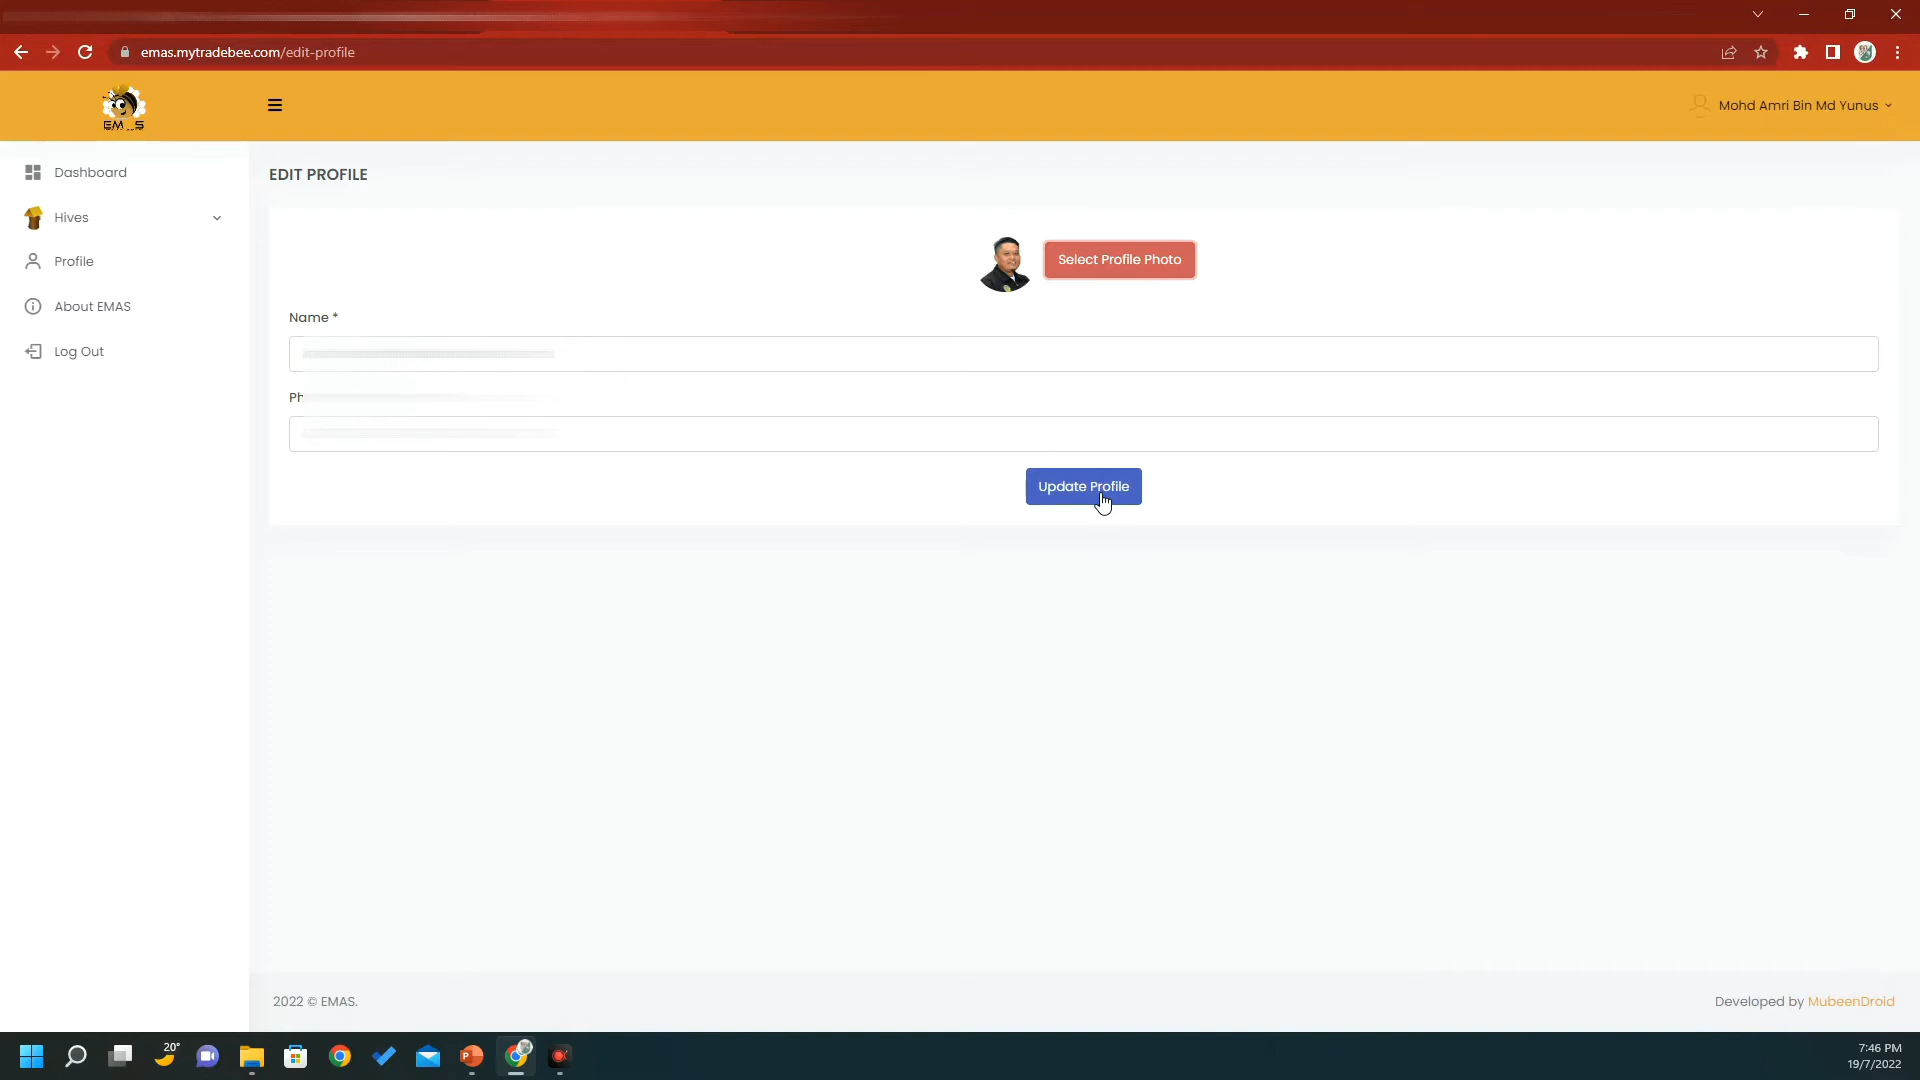 emas.mytradebee.com/edit-profile
Mohd Amri Bin Md Yunus
Dashboard
Hives
Profile
About EMAS
Log Out
EDIT PROFILE
Select Profile Photo
Name *
Ph
Update Profile
2022 © EMAS.
Developed by MubeenDroid
20°
7:46 PM
19/7/2022